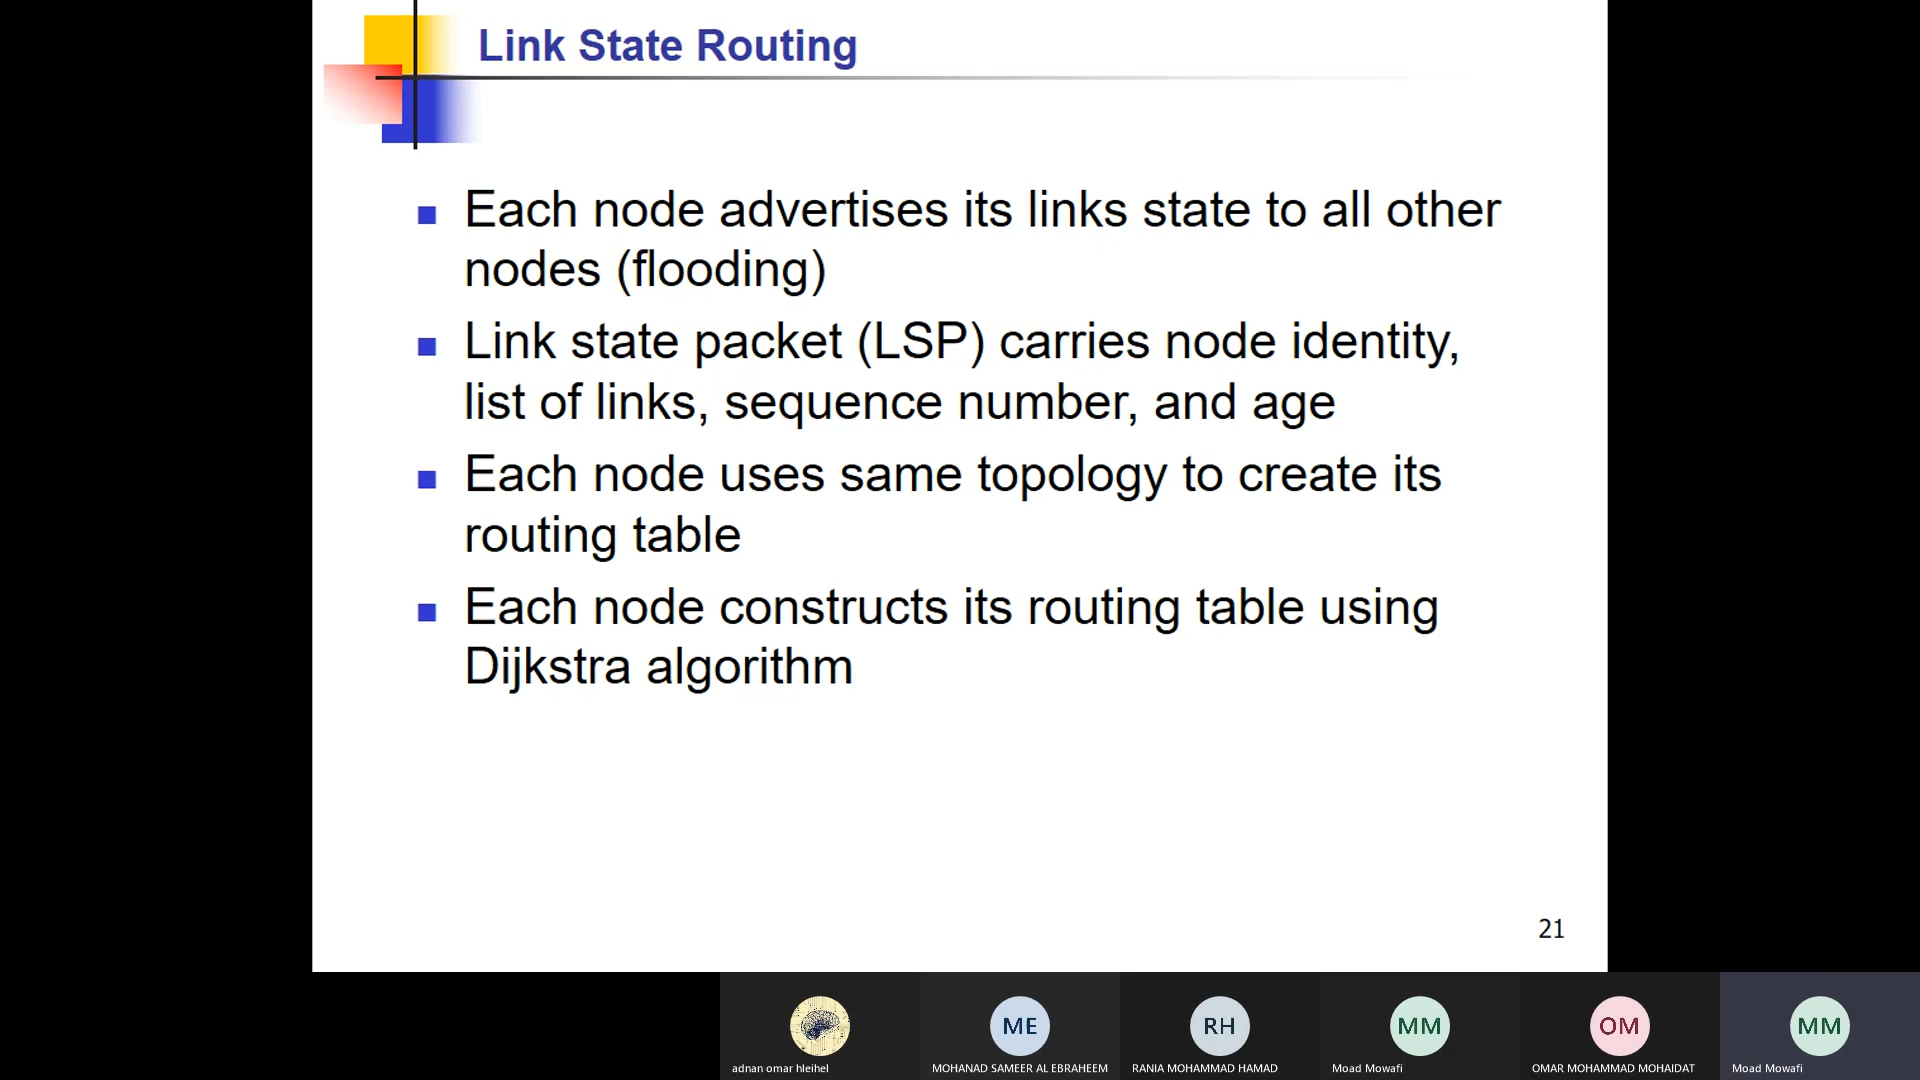 Link State Routing
Each node advertises its links state to all other
nodes (flooding)
Link state packet (LSP) carries node identity,
list of links, sequence number, and age
Each node uses same topology to create its
routing table
Each node constructs its routing table using
Dijkstra algorithm
21
ME
RH
MM
OM
MM
adnan omar hleihel
MOHANAD SAMEER AL EBRAHEEM
RANIA MOHAMMAD HAMAD
Moad Mowafi
OMAR MOHAMMAD MOHAIDAT
Moad Mowafi